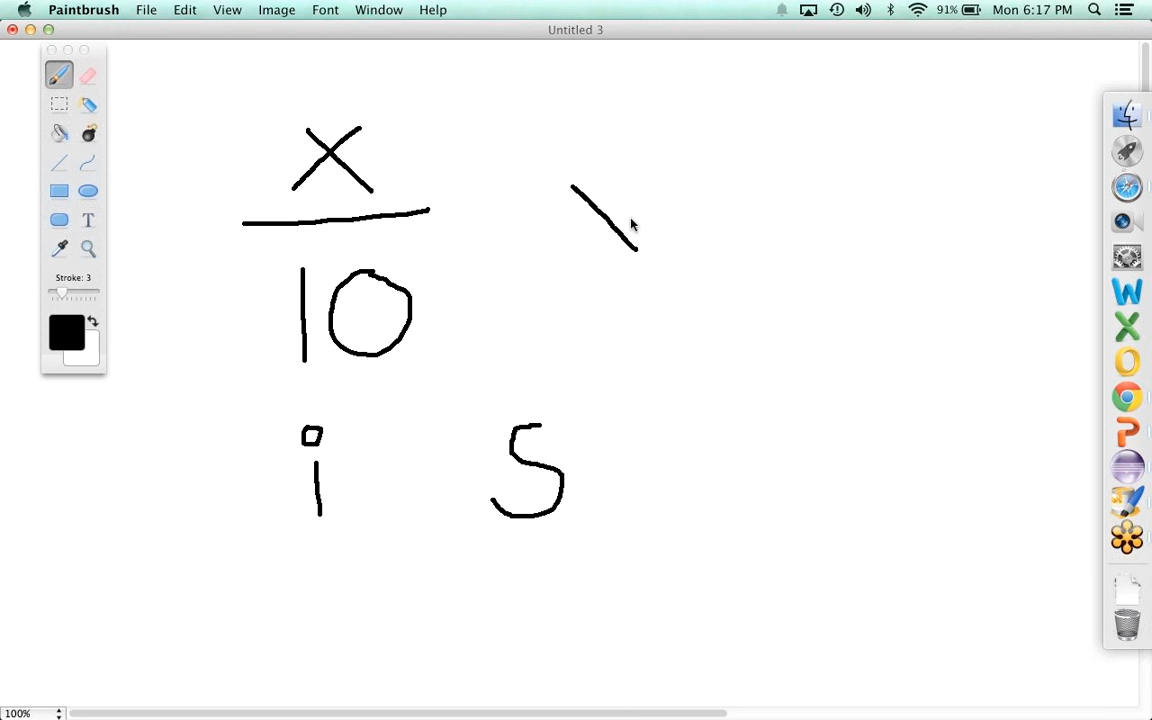 Paintbrush File Edit View Image Font Window Help 91% Mon 6:17 PM
Untitled 3
T
Stroke: 3
x
10
i S
100%